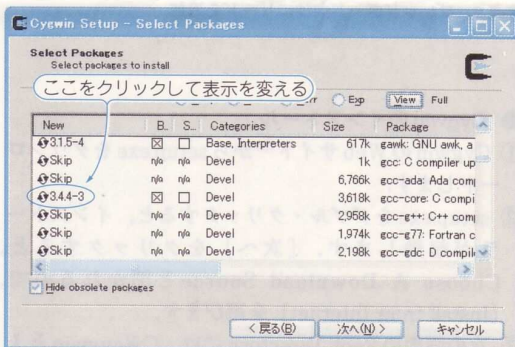 Cygwin Setup - Select Packages
Select Packages
Select packages to install
ここをクリックして表示を変える
Exp View Full
New B.. S... Categories Size Package
3.1.5-4 Base, Interpreters 617k gawk: GNU awk, a
Skip n/a n/a Devel 1k gcc: C compiler up
Skip n/a n/a Devel 6,766k gcc-ada: Ada com
3.4.4-3 Devel 3,618k gcc-core: C compi
Skip n/a n/a Devel 2,958k gcc-g++: C++ com
Skip n/a n/a Devel 1,974k gcc-g77: Fortran c
Skip n/a n/a Devel 2,198k gcc-gdc: D compil
Hide obsolete packages
< 戻る(B) 次へ(N) > キャンセル